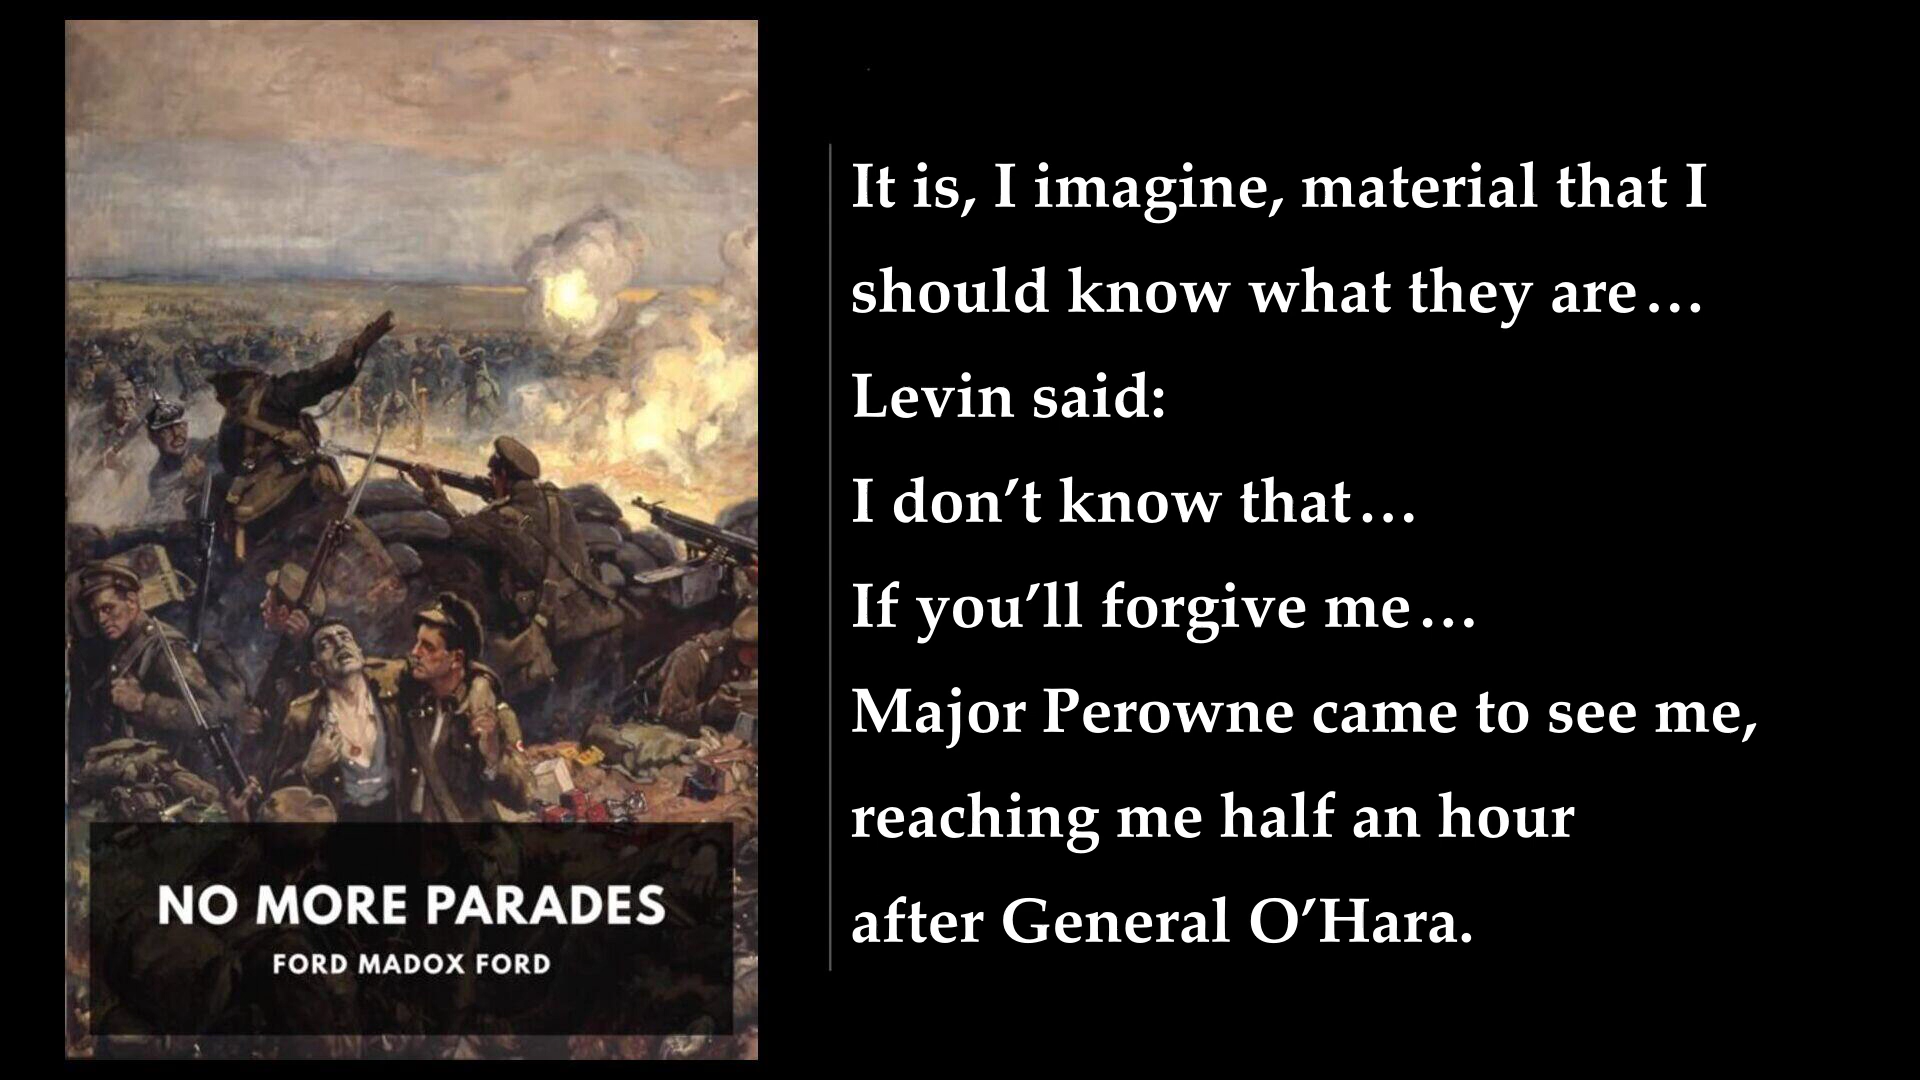 NO MORE PARADES
FORD MADOX FORD
It is, I imagine, material that I
should know what they are…
Levin said:
I don’t know that…
If you’ll forgive me…
Major Perowne came to see me,
reaching me half an hour
after General O’Hara.